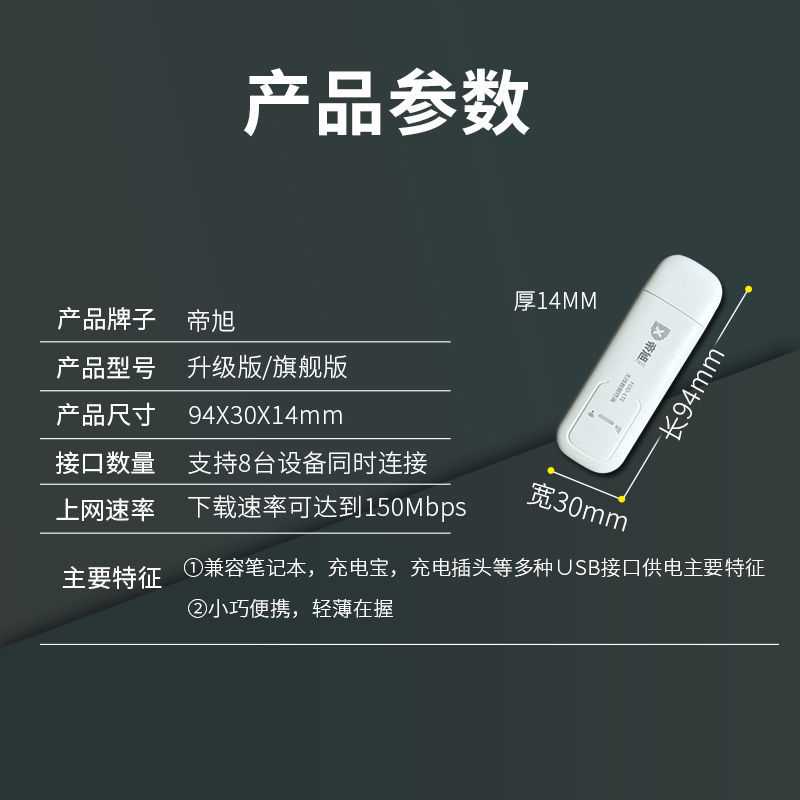 产品参数
厚14MM
产品牌子 帝旭
产品型号 升级版/旗舰版
产品尺寸 94X30X14mm
接口数量 支持8台设备同时连接
上网速率 下载速率可达到150Mbps
主要特征 ①兼容笔记本，充电宝，充电插头等多种USB接口供电主要特征
②小巧便携，轻薄在握
长94mm
宽30mm
帝旭